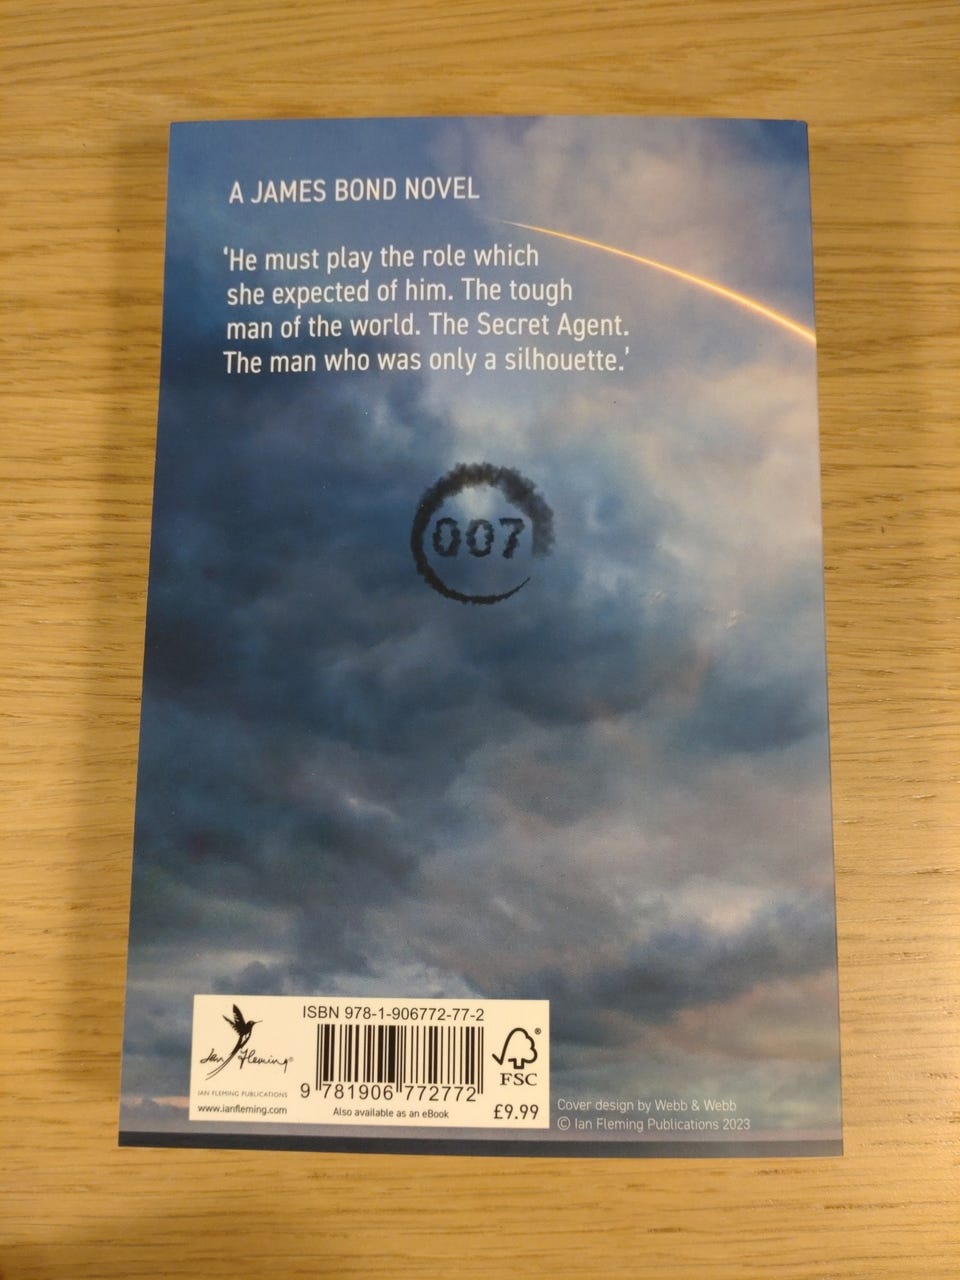 A JAMES BOND NOVEL
‘He must play the role which
she expected of him. The tough
man of the world. The Secret Agent.
The man who was only a silhouette.’
007
ISBN 978-1-906772-77-2
Ian Fleming®
IAN FLEMING PUBLICATIONS
www.ianfleming.com
9 781906 772772
Also available as an eBook
®
FSC
£9.99
Cover design by Webb & Webb
© Ian Fleming Publications 2023